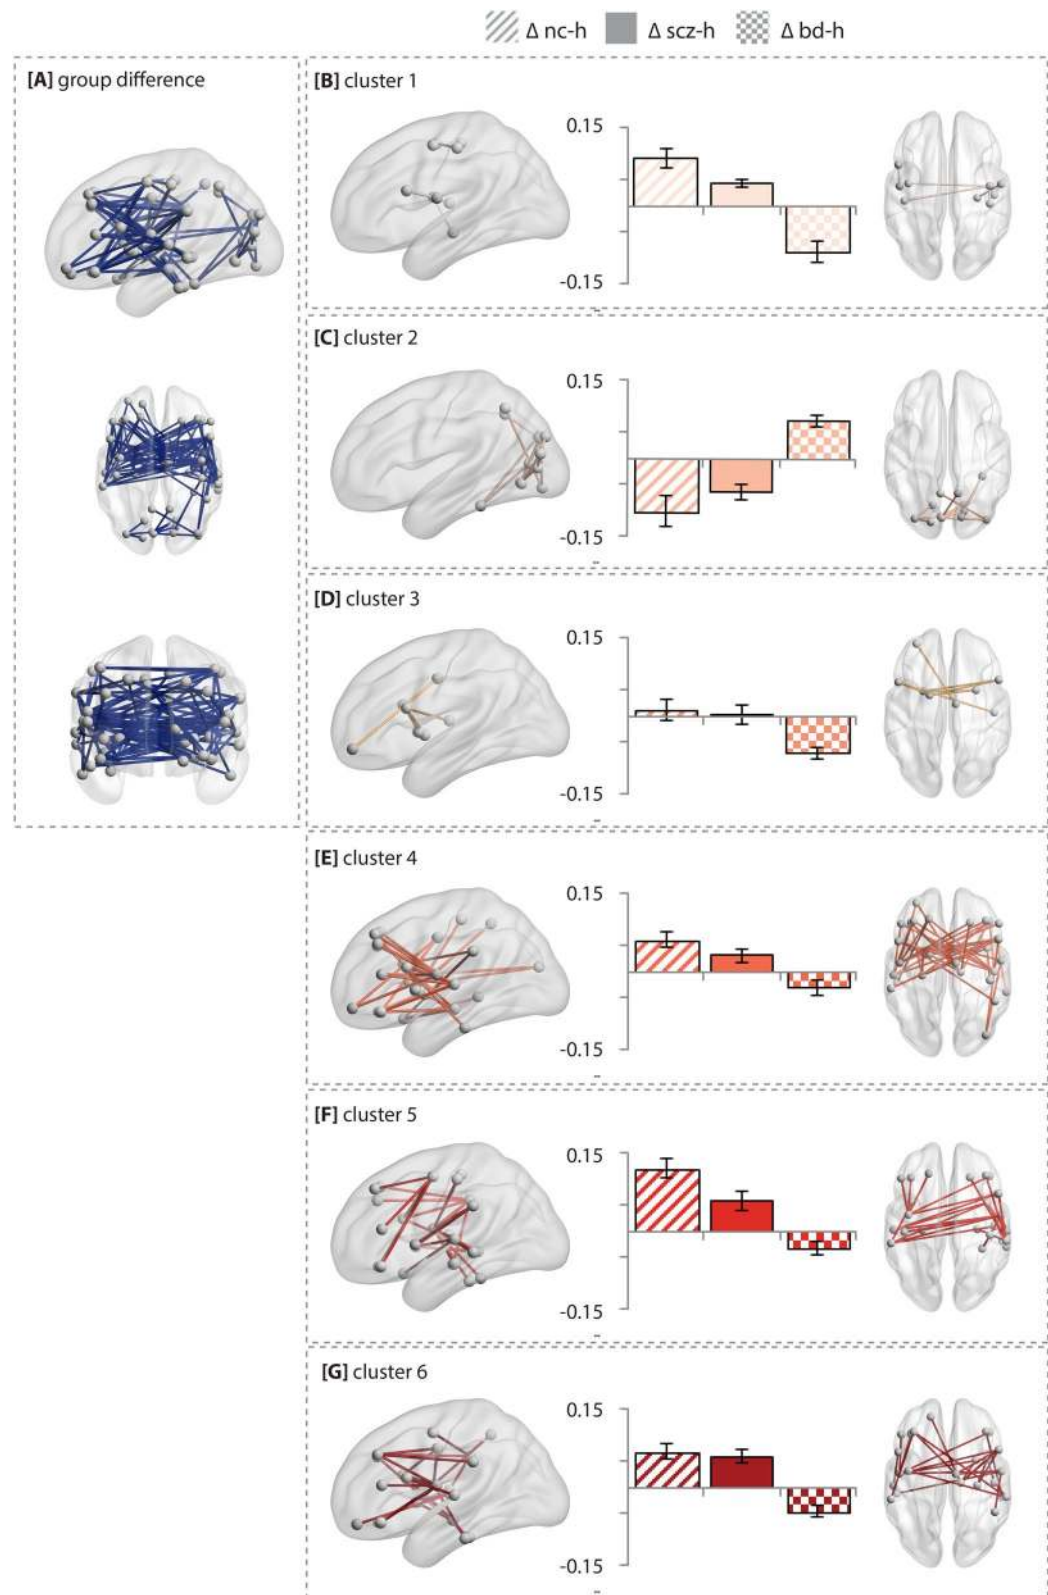 Δ nc-h Δ scz-h Δ bd-h
[A] group difference
[B] cluster 1
0.15
-0.15
[C] cluster 2
0.15
-0.15
[D] cluster 3
0.15
-0.15
[E] cluster 4
0.15
-0.15
[F] cluster 5
0.15
-0.15
[G] cluster 6
0.15
-0.15